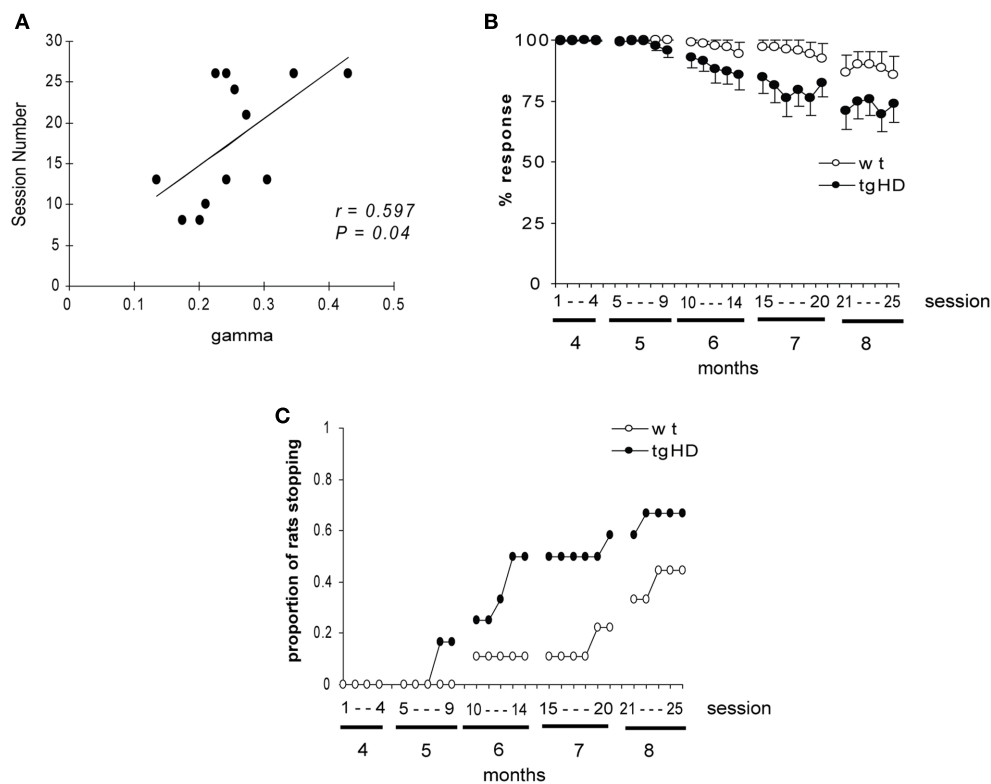 A
30
25
20
15
10
5
0
Session Number
0 0.1 0.2 0.3 0.4 0.5
gamma
r = 0.597
P = 0.04
B
100
75
50
25
0
% response
w t
tgHD
1 - - 4 5 - - - - 9 10 - - - 14 15 - - - - 20 21 - - - 25 session
4 5 6 7 8
months
C
1
0.8
0.6
0.4
0.2
0
proportion of rats stopping
w t
tgHD
1 - - 4 5 - - - - 9 10 - - - 14 15 - - - - 20 21 - - - 25 session
4 5 6 7 8
months